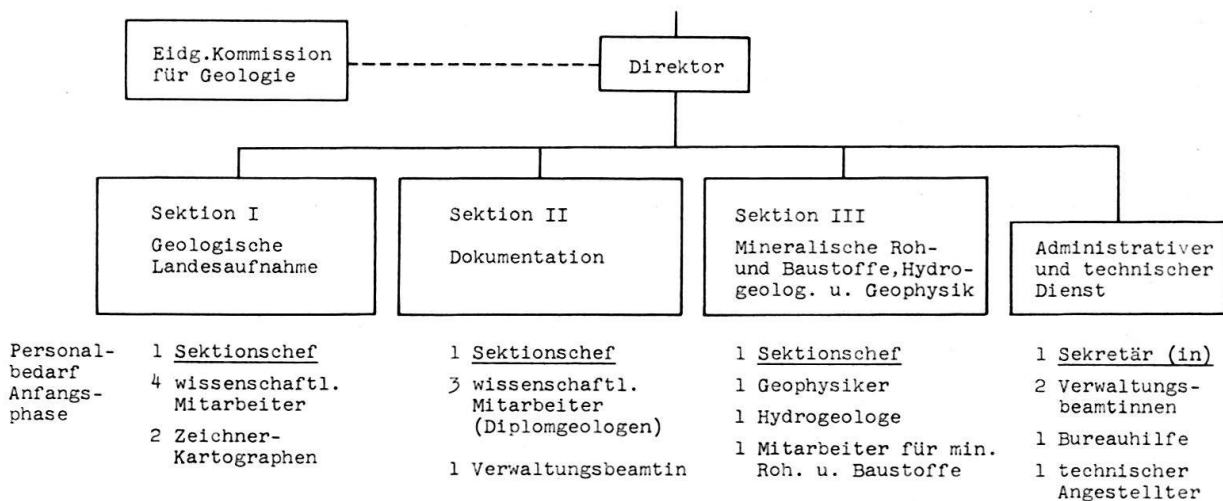 Eidg.Kommission
für Geologie
Direktor
Sektion I
Geologische
Landesaufnahme
Sektion II
Dokumentation
Sektion III
Mineralische Roh-
und Baustoffe,Hydro-
geolog. u. Geophysik
Administrativer
und technischer
Dienst
Personal-
bedarf
Anfangs-
phase
1 Sektionschef
4 wissenschaftl.
Mitarbeiter
2 Zeichner-
Kartographen
1 Sektionschef
3 wissenschaftl.
Mitarbeiter
(Diplomgeologen)
1 Verwaltungsbeamtin
1 Sektionschef
1 Geophysiker
1 Hydrogeologe
1 Mitarbeiter für min.
Roh. u. Baustoffe
1 Sekretär (in)
2 Verwaltungs-
beamtinnen
1 Bureauhilfe
1 technischer
Angestellter